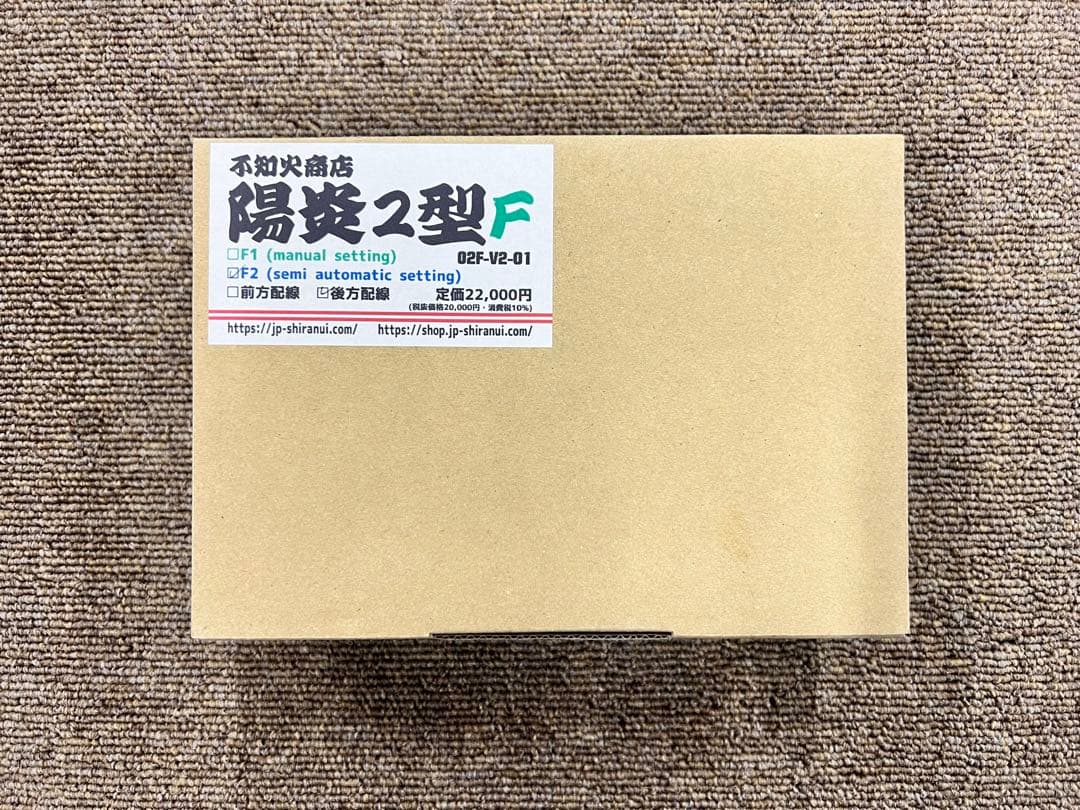 不知火商店
陽炎2型F
□F1 (manual setting) 02F-V2-01
☑F2 (semi automatic setting)
□前方配線 ☑後方配線 定価22,000円
(税抜価格20,000円・消費税10%)
https://jp-shiranui.com/ https://shop.jp-shiranui.com/